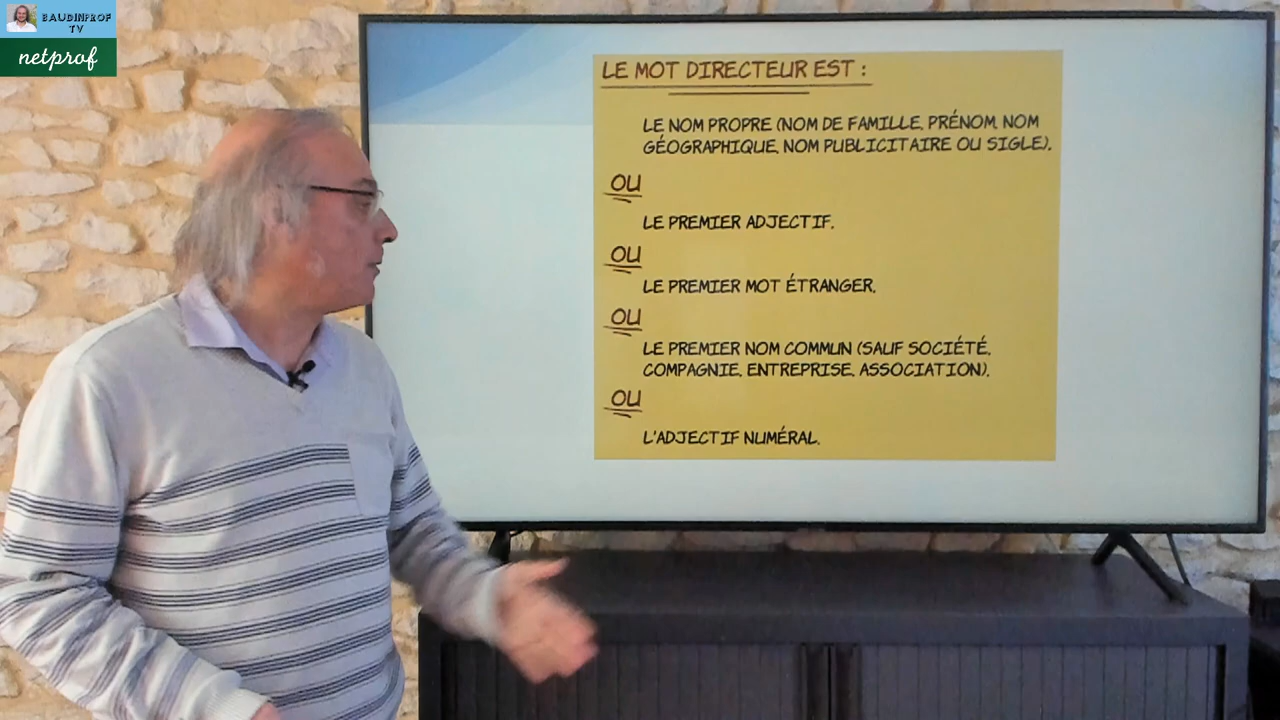 BAUDINPROF
TV
netprof
LE MOT DIRECTEUR EST :
LE NOM PROPRE (NOM DE FAMILLE, PRÉNOM, NOM
GÉOGRAPHIQUE, NOM PUBLICITAIRE OU SIGLE).
OU
LE PREMIER ADJECTIF.
OU
LE PREMIER MOT ÉTRANGER.
OU
LE PREMIER NOM COMMUN (SAUF SOCIÉTÉ,
COMPAGNIE, ENTREPRISE, ASSOCIATION).
OU
L'ADJECTIF NUMÉRAL.